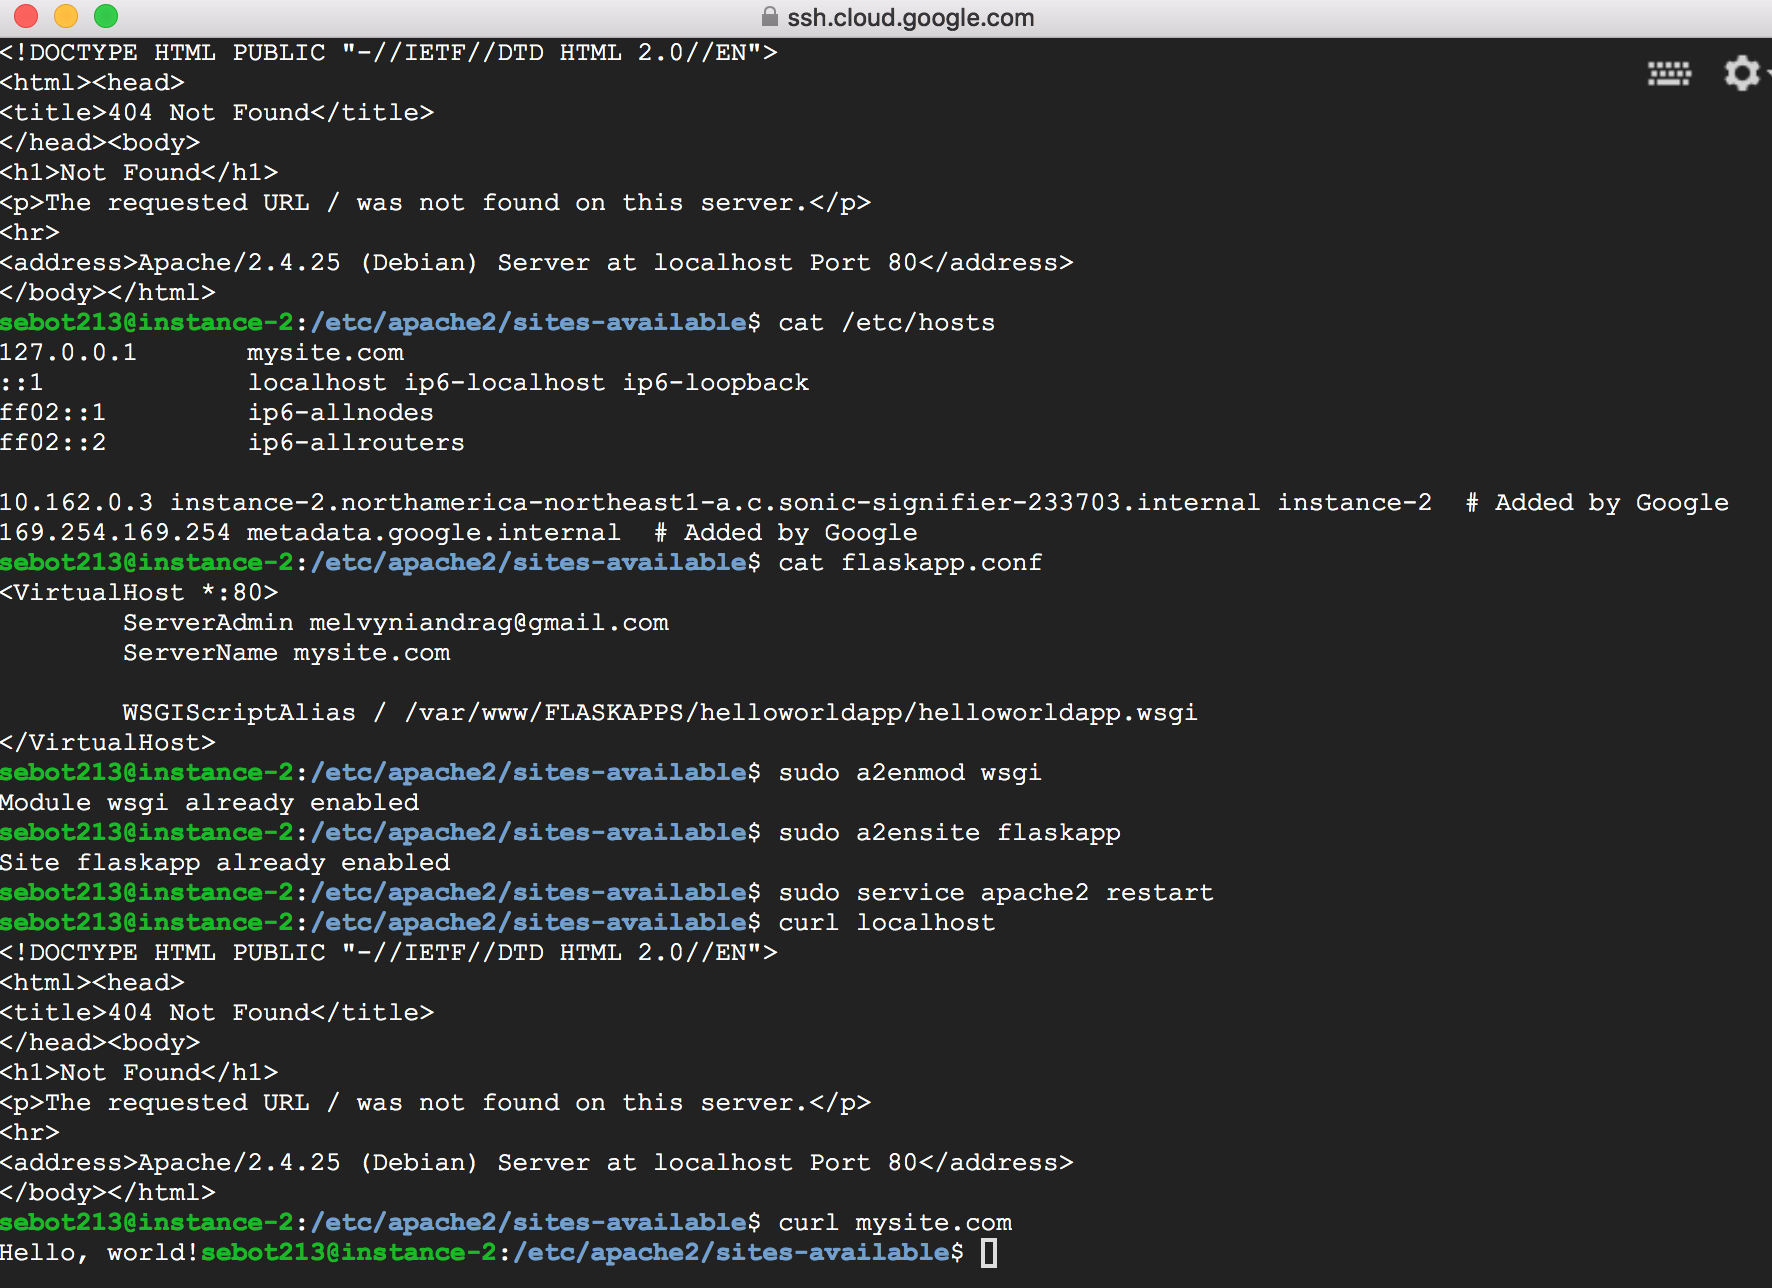 ssh.cloud.google.com
<!DOCTYPE HTML PUBLIC "-//IETF//DTD HTML 2.0//EN">
<html><head>
<title>404 Not Found</title>
</head><body>
<h1>Not Found</h1>
<p>The requested URL / was not found on this server.</p>
<hr>
<address>Apache/2.4.25 (Debian) Server at localhost Port 80</address>
</body></html>
sebot213@instance-2:/etc/apache2/sites-available$ cat /etc/hosts
127.0.0.1       mysite.com
::1             localhost ip6-localhost ip6-loopback
ff02::1         ip6-allnodes
ff02::2         ip6-allrouters
10.162.0.3 instance-2.northamerica-northeast1-a.c.sonic-signifier-233703.internal instance-2  # Added by Google
169.254.169.254 metadata.google.internal  # Added by Google
sebot213@instance-2:/etc/apache2/sites-available$ cat flaskapp.conf
<VirtualHost *:80>
        ServerAdmin melvyniandrag@gmail.com
        ServerName mysite.com
        WSGIScriptAlias / /var/www/FLASKAPPS/helloworldapp/helloworldapp.wsgi
</VirtualHost>
sebot213@instance-2:/etc/apache2/sites-available$ sudo a2enmod wsgi
Module wsgi already enabled
sebot213@instance-2:/etc/apache2/sites-available$ sudo a2ensite flaskapp
Site flaskapp already enabled
sebot213@instance-2:/etc/apache2/sites-available$ sudo service apache2 restart
sebot213@instance-2:/etc/apache2/sites-available$ curl localhost
<!DOCTYPE HTML PUBLIC "-//IETF//DTD HTML 2.0//EN">
<html><head>
<title>404 Not Found</title>
</head><body>
<h1>Not Found</h1>
<p>The requested URL / was not found on this server.</p>
<hr>
<address>Apache/2.4.25 (Debian) Server at localhost Port 80</address>
</body></html>
sebot213@instance-2:/etc/apache2/sites-available$ curl mysite.com
Hello, world!sebot213@instance-2:/etc/apache2/sites-available$